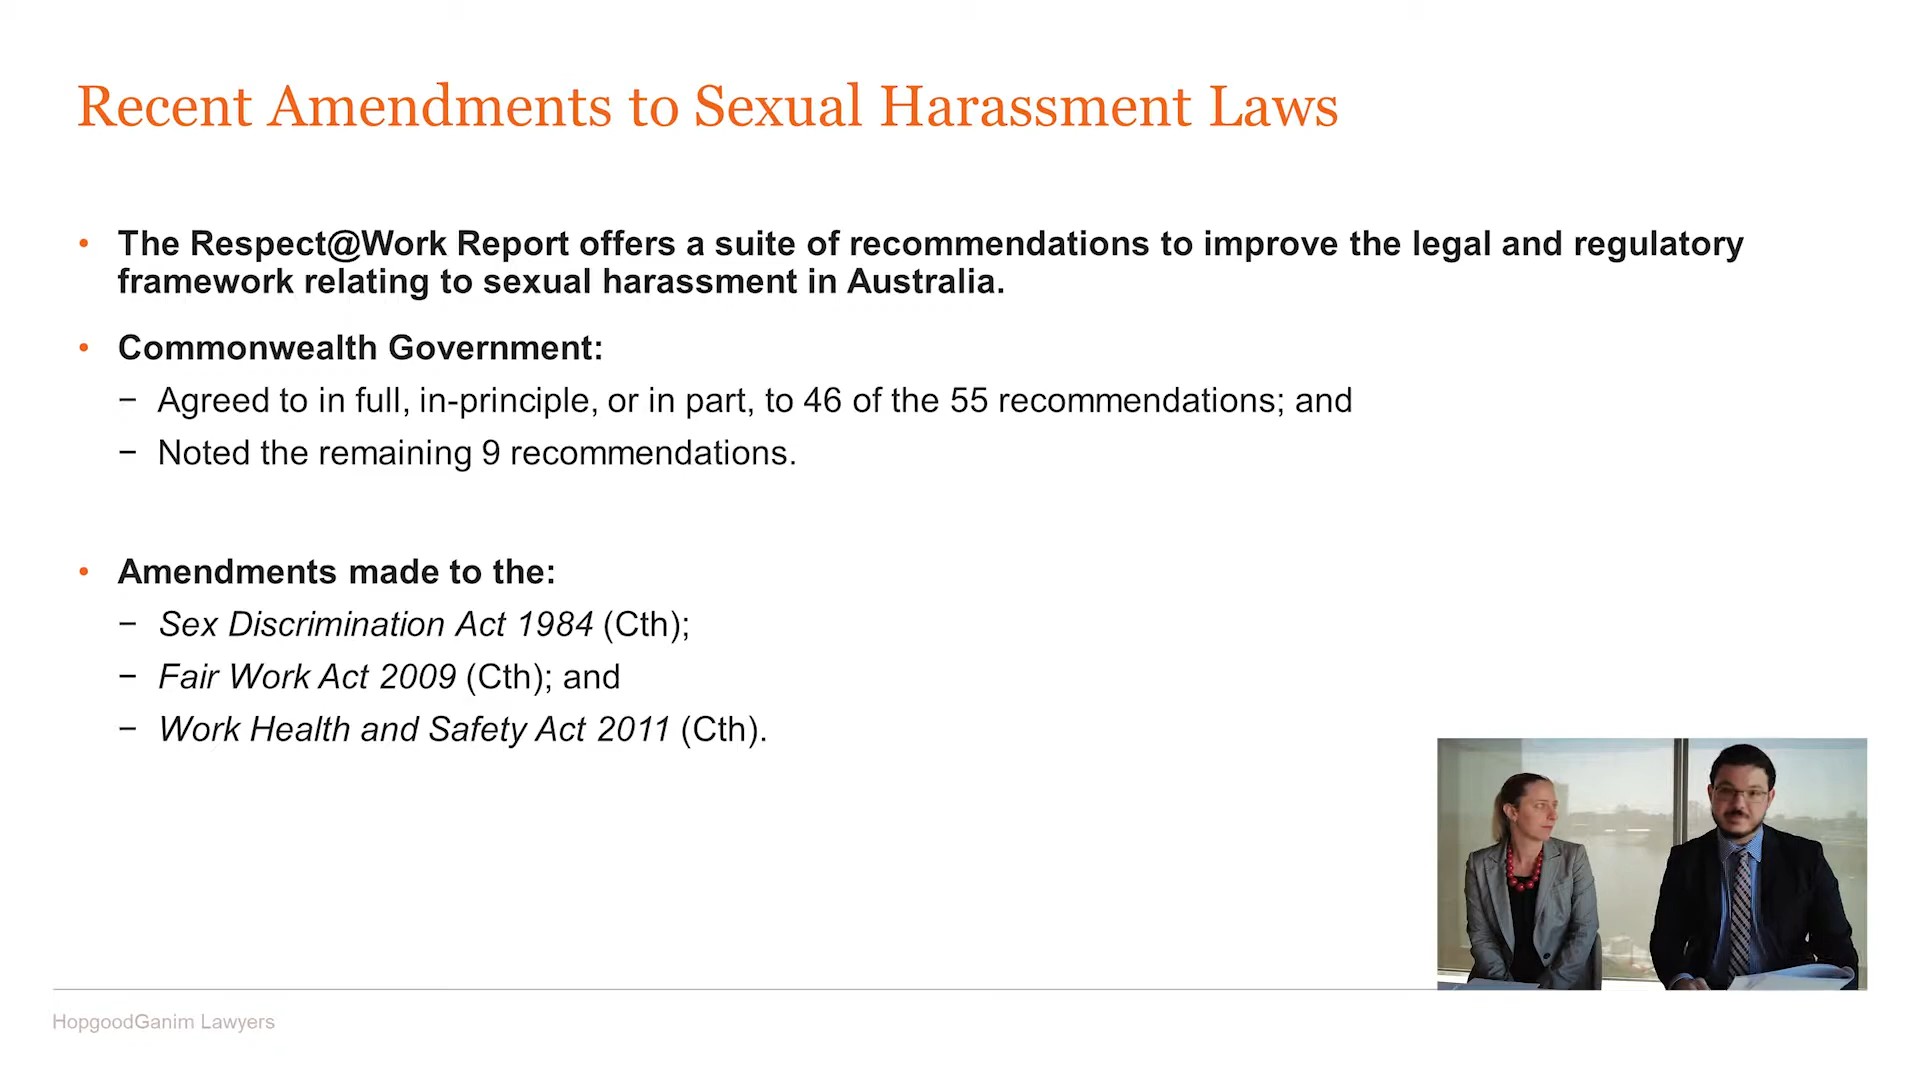 Recent Amendments to Sexual Harassment Laws
• The Respect@Work Report offers a suite of recommendations to improve the legal and regulatory
framework relating to sexual harassment in Australia.
• Commonwealth Government:
− Agreed to in full, in-principle, or in part, to 46 of the 55 recommendations; and
− Noted the remaining 9 recommendations.
• Amendments made to the:
− Sex Discrimination Act 1984 (Cth);
− Fair Work Act 2009 (Cth); and
− Work Health and Safety Act 2011 (Cth).
HopgoodGanim Lawyers